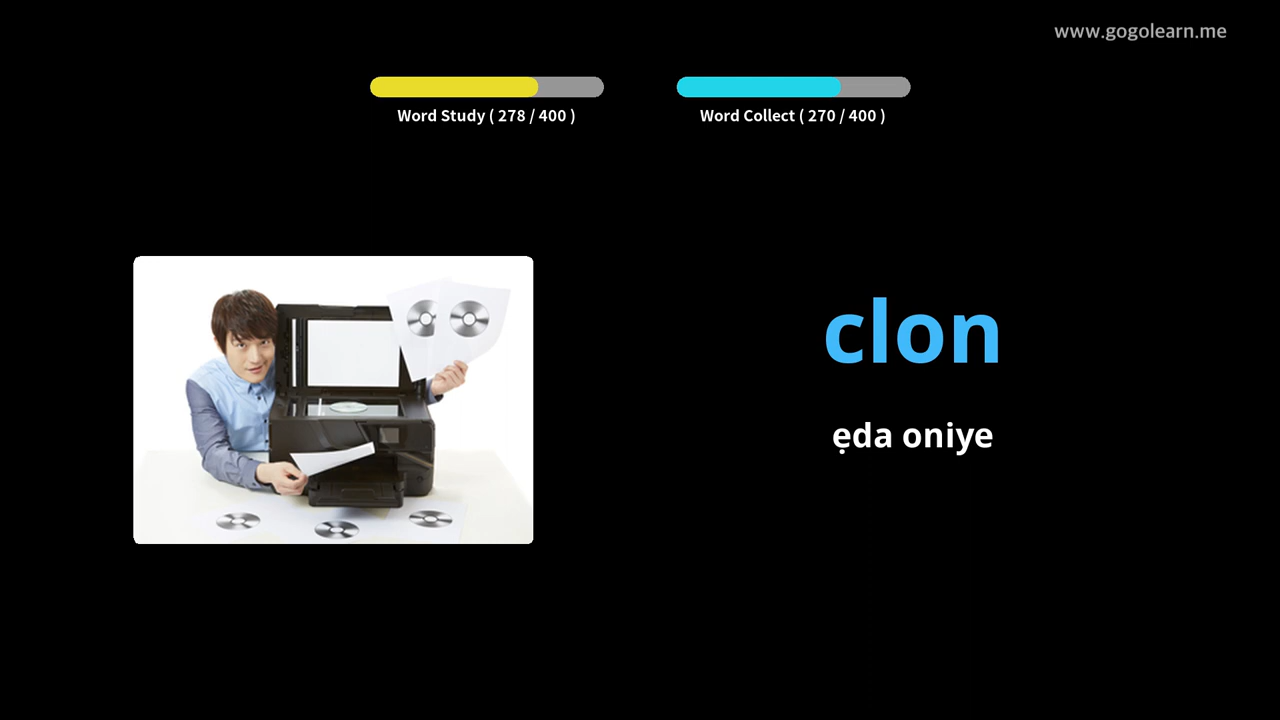 www.gogolearn.me
Word Study ( 278 / 400 )
Word Collect ( 270 / 400 )
clon
ẹda oniye